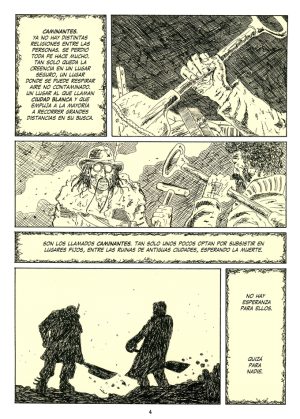 CAMINANTES.
YA NO HAY DISTINTAS
RELIGIONES ENTRE LAS
PERSONAS. SE PERDIÓ
TODA FE HACE MUCHO.
TAN SOLO QUEDA LA
CREENCIA EN UN LUGAR
SEGURO, UN LUGAR
DONDE SE PUEDE RESPIRAR
AIRE NO CONTAMINADO.
UN LUGAR AL QUE LLAMAN
CIUDAD BLANCA Y QUE
EMPUJA A LA MAYORÍA
A RECORRER GRANDES
DISTANCIAS EN SU BUSCA.
SON LOS LLAMADOS CAMINANTES. TAN SOLO UNOS POCOS OPTAN POR SUBSISTIR EN
LUGARES FIJOS, ENTRE LAS RUINAS DE ANTIGUAS CIUDADES, ESPERANDO LA MUERTE.
NO HAY
ESPERANZA
PARA ELLOS.
QUIZÁ
PARA
NADIE.
4